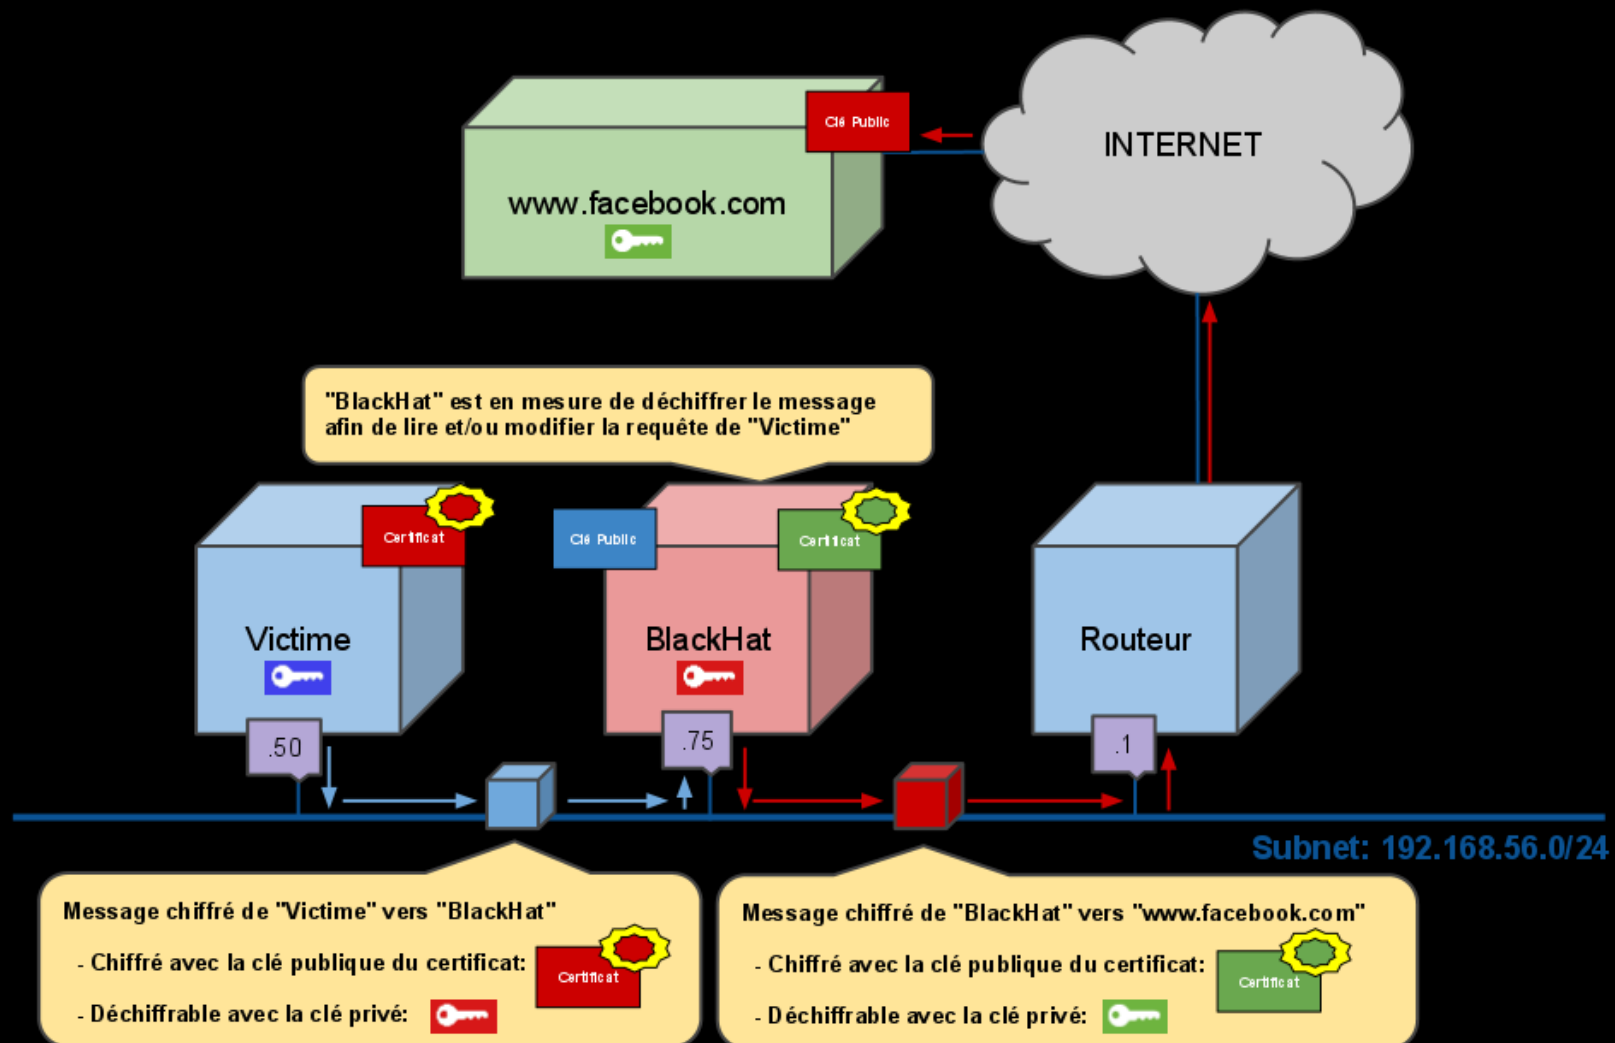 Clé Public
INTERNET
www.facebook.com
"BlackHat" est en mesure de déchiffrer le message
afin de lire et/ou modifier la requête de "Victime"
Certificat
Clé Public
Certificat
Victime
BlackHat
Routeur
.50
.75
.1
Subnet: 192.168.56.0/24
Message chiffré de "Victime" vers "BlackHat"
- Chiffré avec la clé publique du certificat:
Certificat
- Déchiffrable avec la clé privé:
Message chiffré de "BlackHat" vers "www.facebook.com"
- Chiffré avec la clé publique du certificat:
Certificat
- Déchiffrable avec la clé privé: